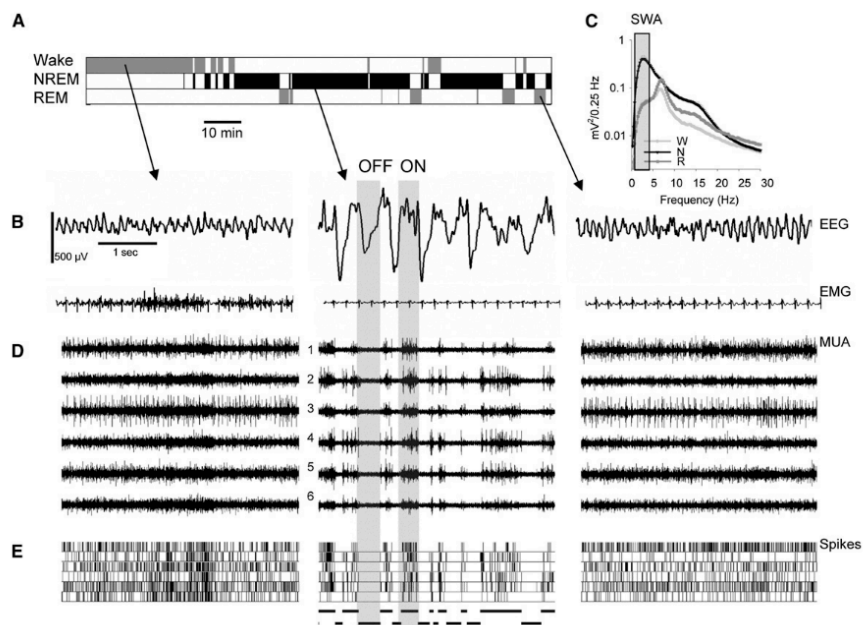 A
Wake
NREM
REM
10 min
C
SWA
mV²/0.25 Hz
1
0.1
0.01
W
N
R
0 5 10 15 20 25 30
Frequency (Hz)
OFF ON
B
500 µV
1 sec
EEG
EMG
D
MUA
1
2
3
4
5
6
E
Spikes